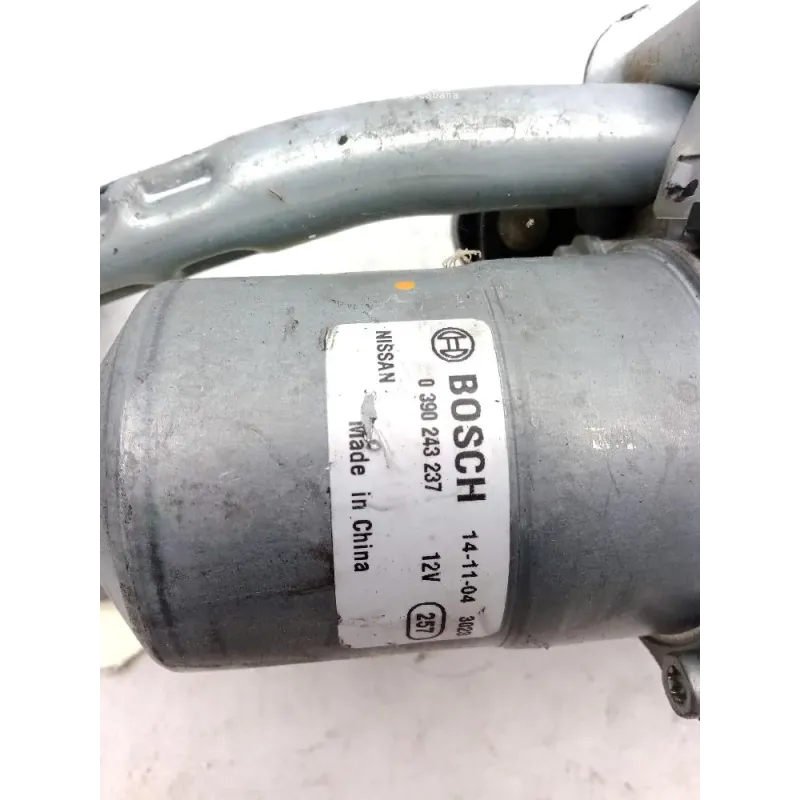 BOSCH 14-11-04
0 390 243 237 12V 257
NISSAN Made in China